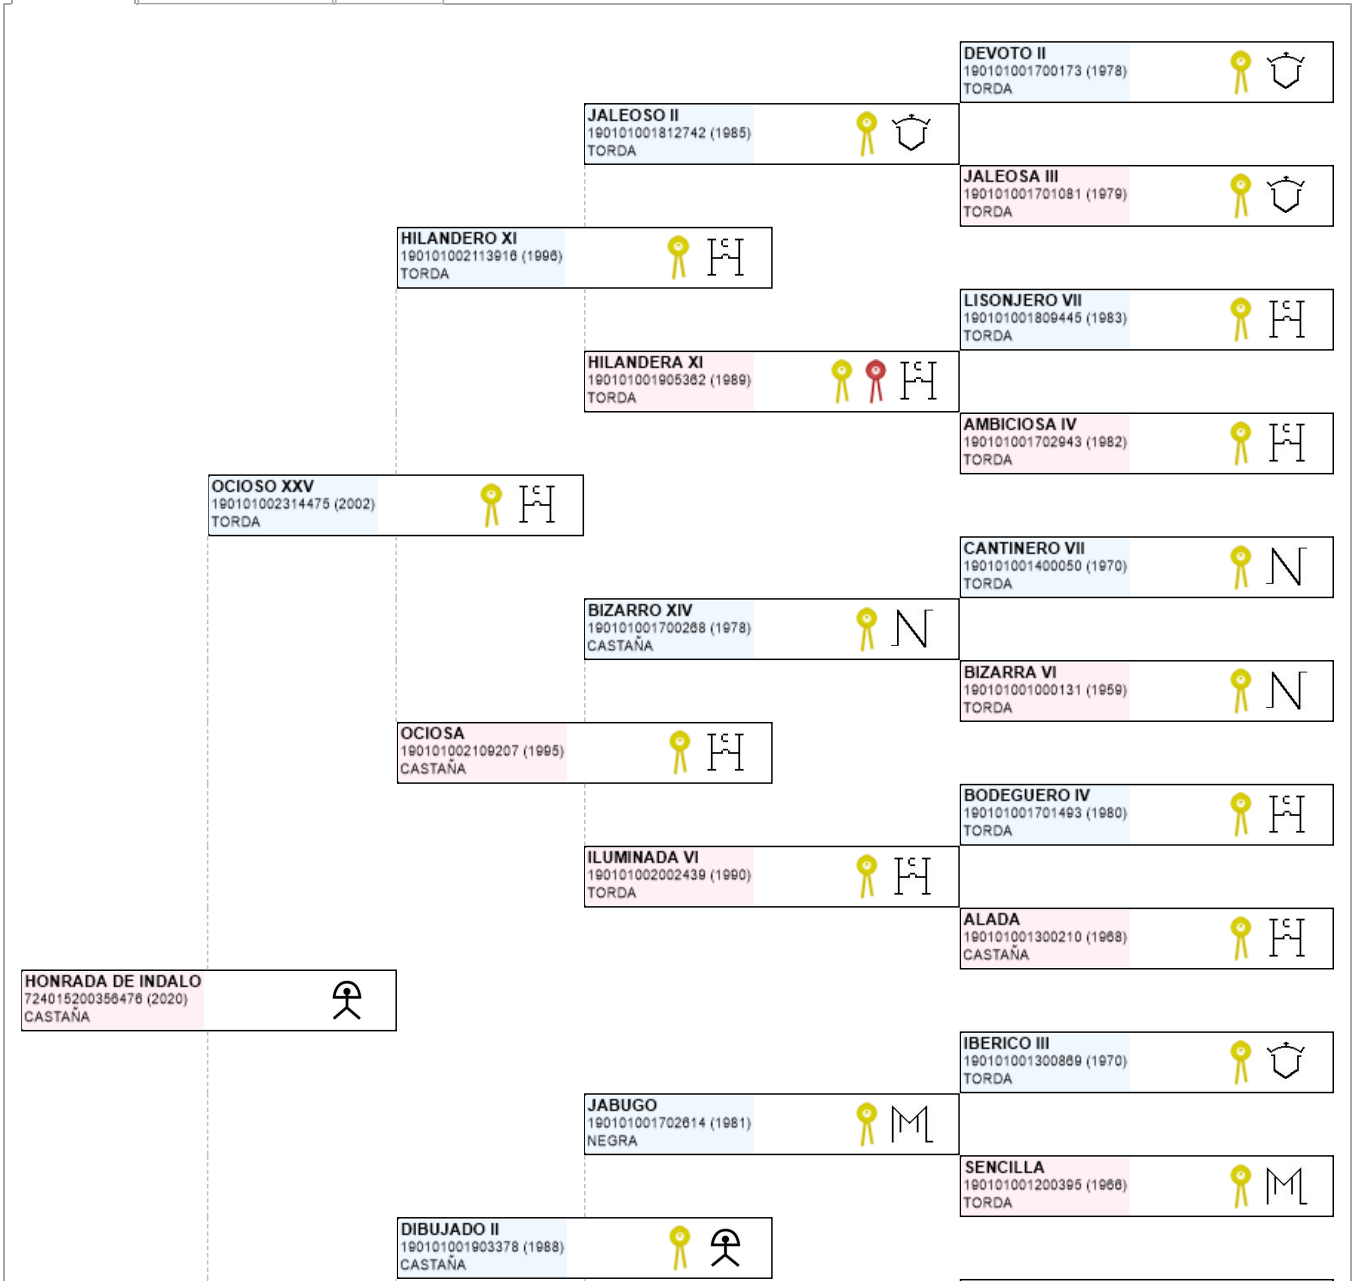 DEVOTO II
190101001700173 (1978)
TORDA
JALEOSO II
190101001812742 (1985)
TORDA
JALEOSA III
190101001701081 (1979)
TORDA
HILANDERO XI
190101002113916 (1996)
TORDA
LISONJERO VII
190101001809445 (1983)
TORDA
HILANDERA XI
190101001905362 (1989)
TORDA
AMBICIOSA IV
190101001702943 (1982)
TORDA
OCIOSO XXV
190101002314475 (2002)
TORDA
CANTINERO VII
190101001400050 (1970)
TORDA
BIZARRO XIV
190101001700268 (1978)
CASTAÑA
BIZARRA VI
190101001000131 (1959)
TORDA
OCIOSA
190101002109207 (1995)
CASTAÑA
BODEGUERO IV
190101001701493 (1980)
TORDA
ILUMINADA VI
190101002002439 (1990)
TORDA
ALADA
190101001300210 (1968)
CASTAÑA
HONRADA DE INDALO
724015200356476 (2020)
CASTAÑA
IBERICO III
190101001300869 (1970)
TORDA
JABUGO
190101001702614 (1981)
NEGRA
SENCILLA
190101001200395 (1966)
TORDA
DIBUJADO II
190101001903378 (1988)
CASTAÑA